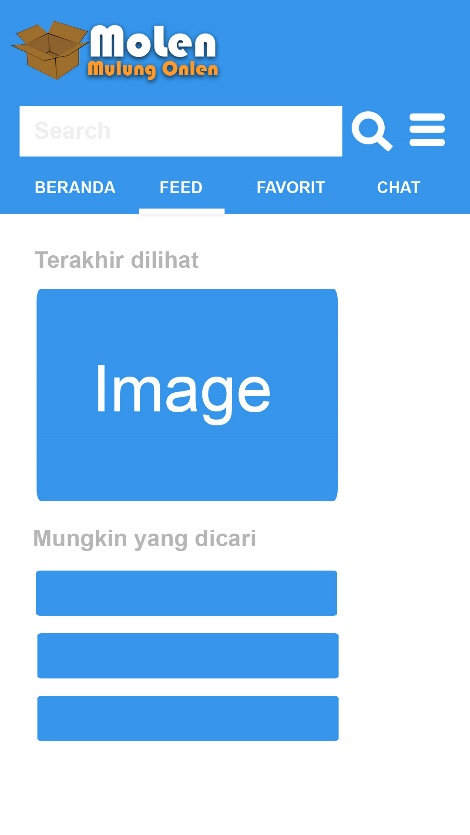 MoLen
Mulung Onlen
Search
BERANDA FEED FAVORIT CHAT
Terakhir dilihat
Image
Mungkin yang dicari